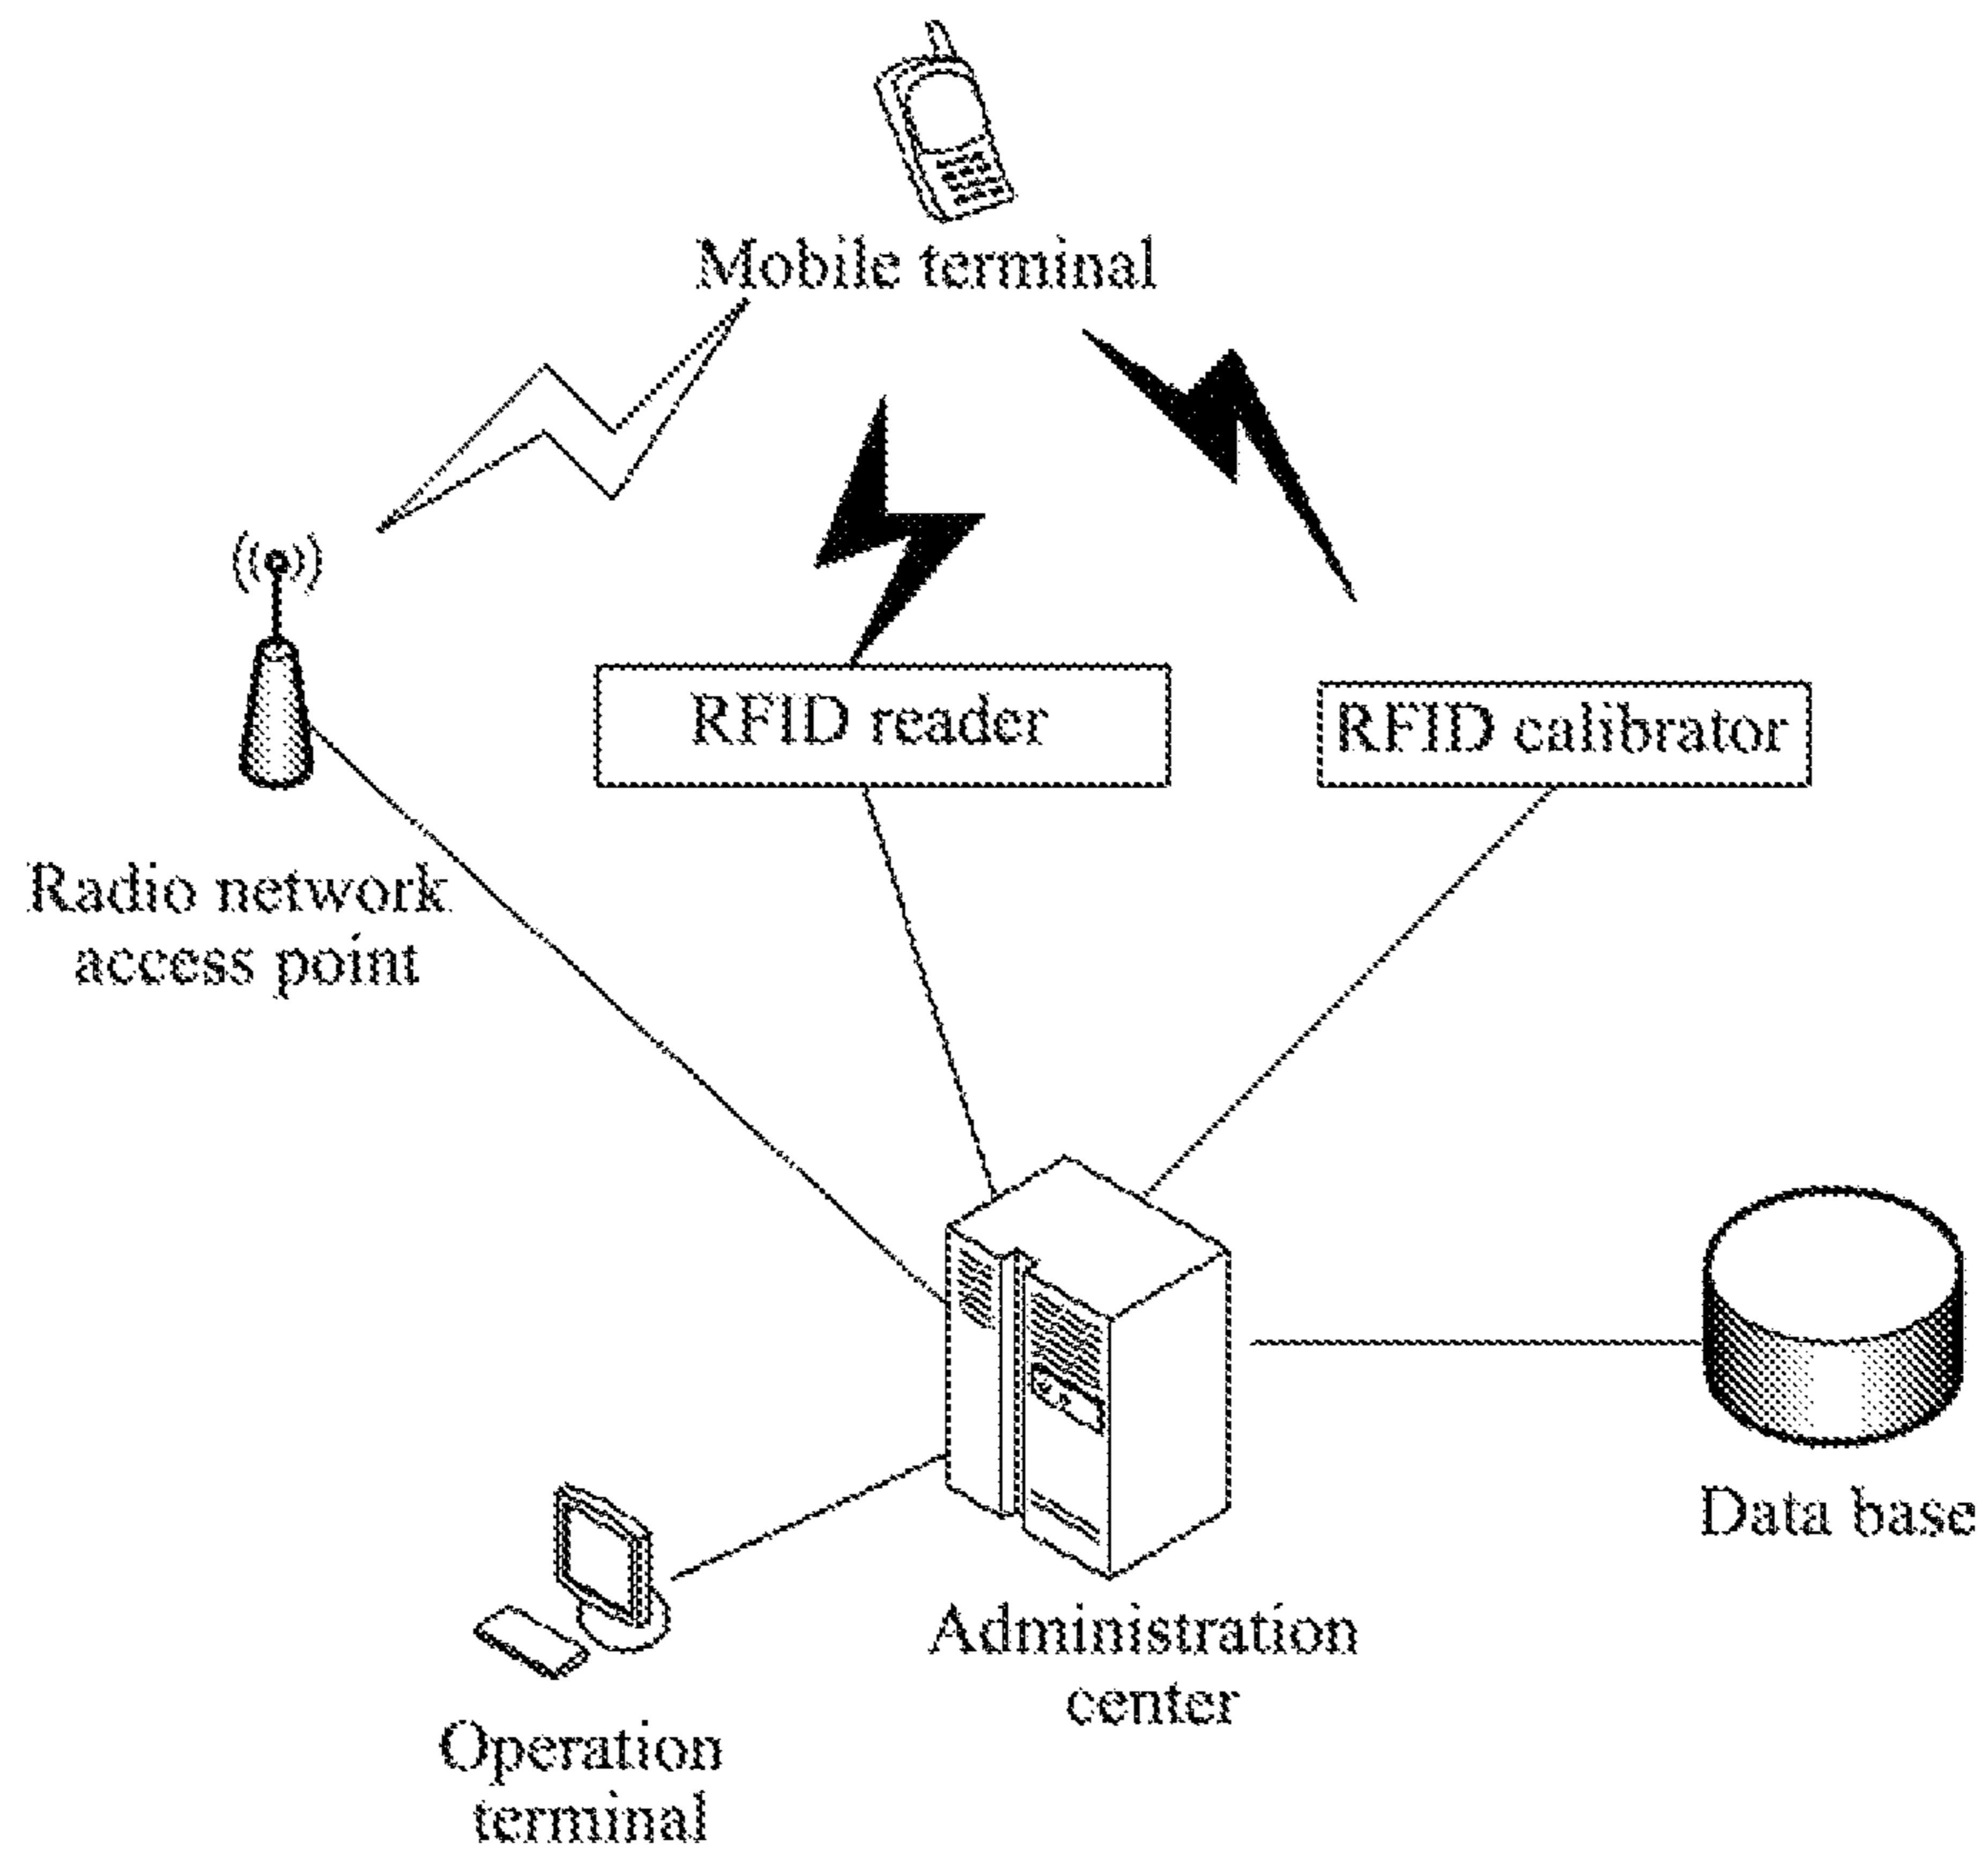 Mobile terminal
RFID reader
RFID calibrator
Radio network
access point
Data base
Administration
center
Operation
terminal